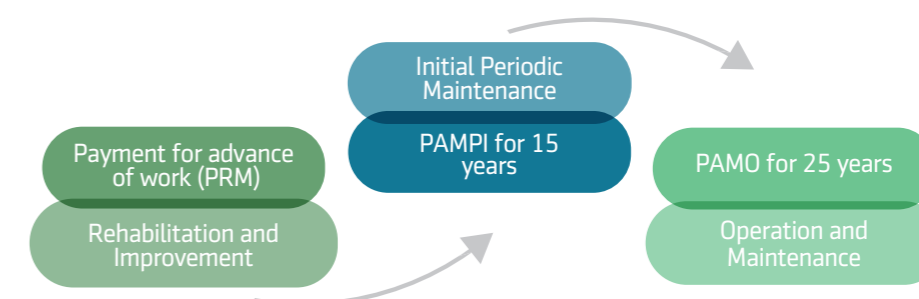 Payment for advance
of work (PRM)
Rehabilitation and
Improvement
Initial Periodic
Maintenance
PAMPI for 15
years
PAMO for 25 years
Operation and
Maintenance